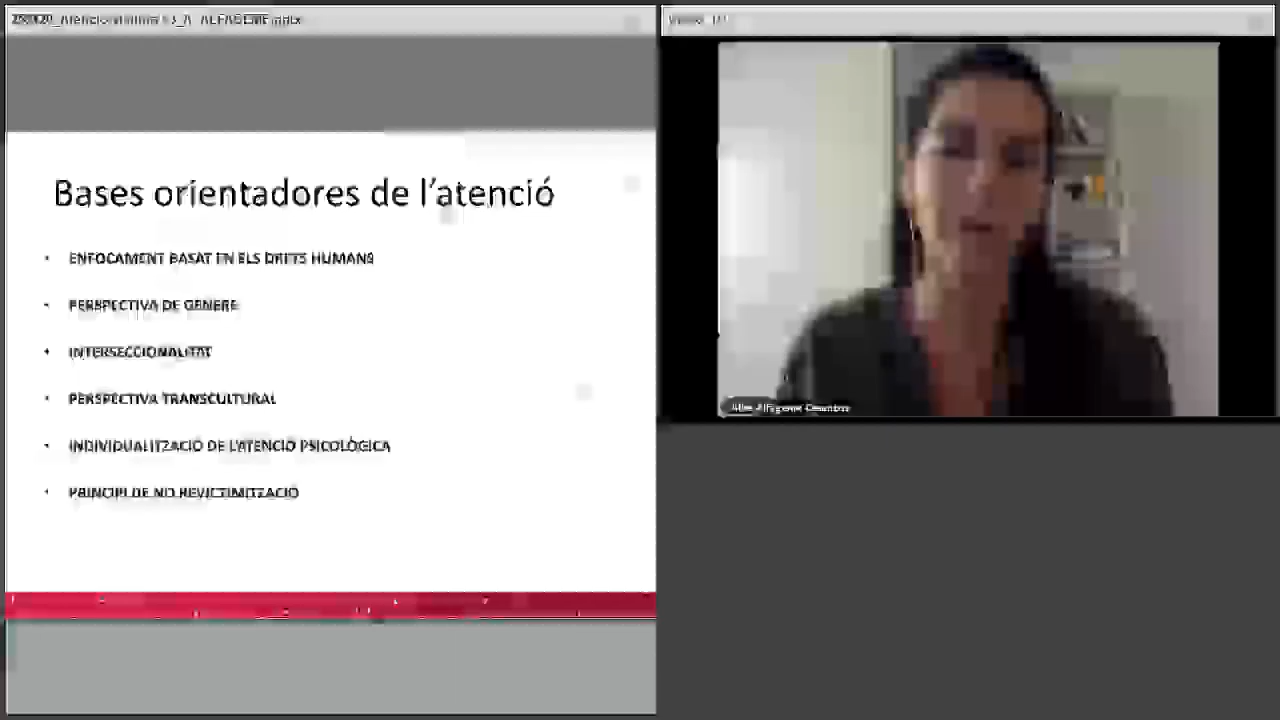 Bases orientadores de l'atenció
• ENFOCAMENT BASAT EN ELS DRETS HUMANS
• PERSPECTIVA DE GENERE
• INTERSECCIONALITAT
• PERSPECTIVA TRANSCULTURAL
• INDIVIDUALITZACIÓ DE L'ATENCIÓ PSICOLÒGICA
• PRINCIPI DE NO REVICTIMITZACIÓ